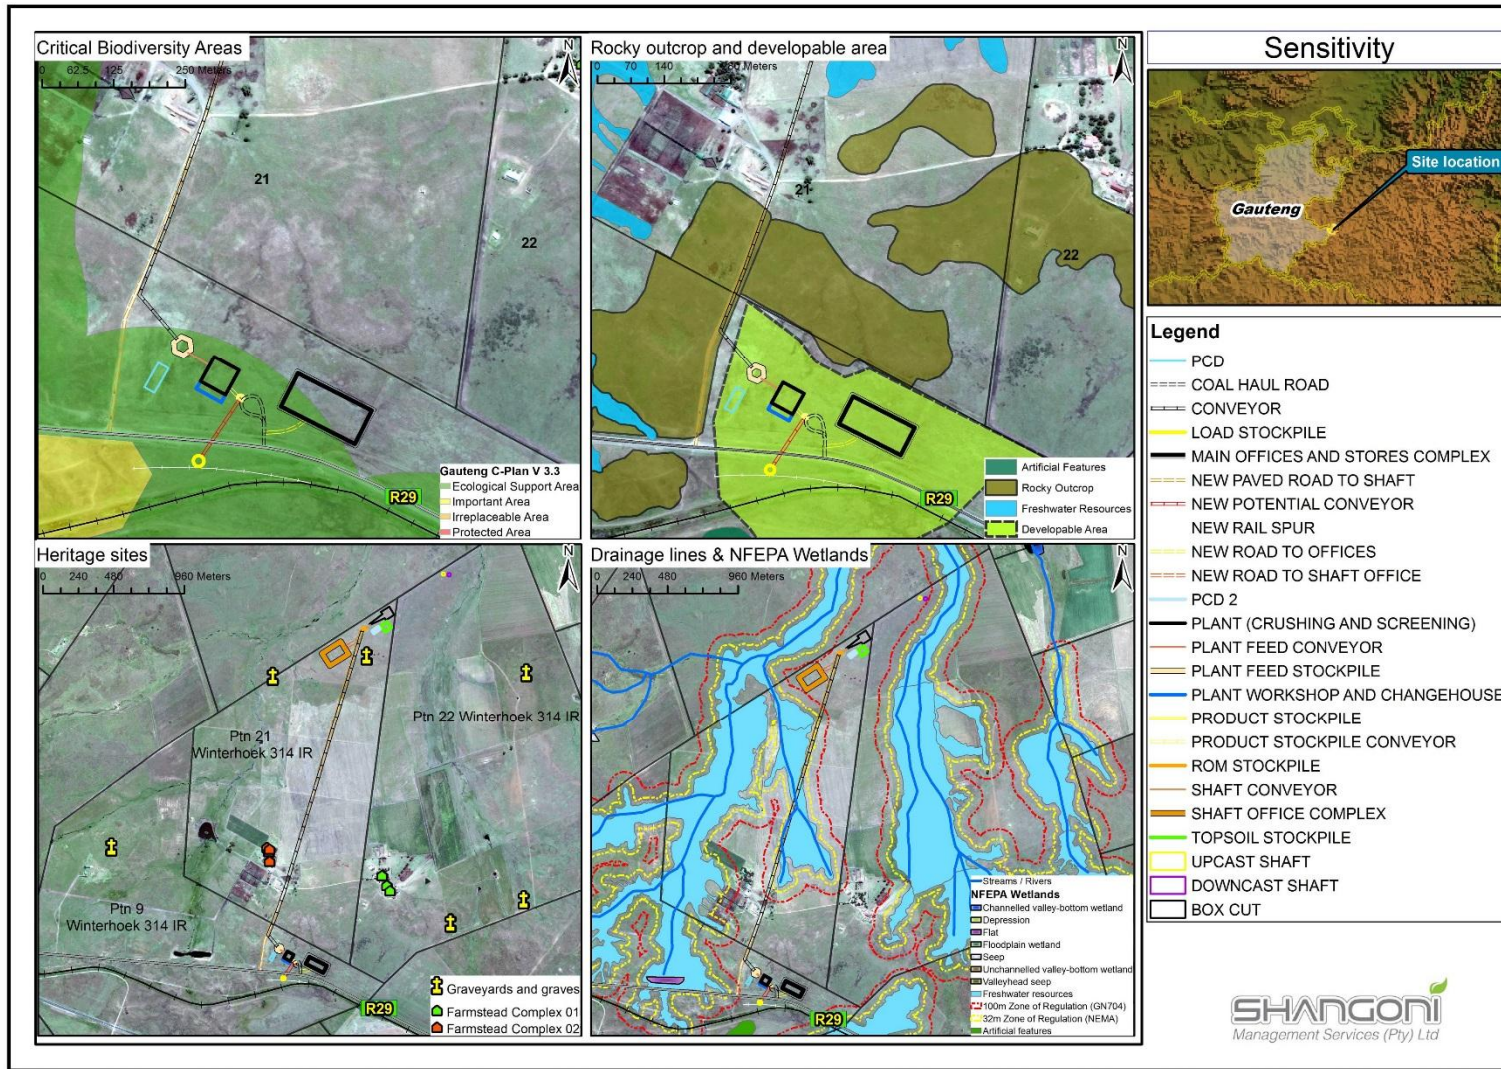 Critical Biodiversity Areas
N
0 62.5 125 250 Meters
21
22
R29
Gauteng C-Plan V 3.3
Ecological Support Area
Important Area
Irreplaceable Area
Protected Area
Rocky outcrop and developable area
N
0 70 140 280 Meters
21
22
R29
Artificial Features
Rocky Outcrop
Freshwater Resources
Developable Area
Heritage sites
N
0 240 480 960 Meters
Ptn 22 Winterhoek 314 IR
Ptn 21
Winterhoek 314 IR
Ptn 9
Winterhoek 314 IR
R29
Graveyards and graves
Farmstead Complex 01
Farmstead Complex 02
Drainage lines & NFEPA Wetlands
N
0 240 480 960 Meters
R29
Streams / Rivers
NFEPA Wetlands
Channelled valley-bottom wetland
Depression
Flat
Floodplain wetland
Seep
Unchannelled valley-bottom wetland
Valleyhead seep
Freshwater resources
100m Zone of Regulation (GN704)
32m Zone of Regulation (NEMA)
Artificial features
Sensitivity
Site location
Gauteng
Legend
PCD
COAL HAUL ROAD
CONVEYOR
LOAD STOCKPILE
MAIN OFFICES AND STORES COMPLEX
NEW PAVED ROAD TO SHAFT
NEW POTENTIAL CONVEYOR
NEW RAIL SPUR
NEW ROAD TO OFFICES
NEW ROAD TO SHAFT OFFICE
PCD 2
PLANT (CRUSHING AND SCREENING)
PLANT FEED CONVEYOR
PLANT FEED STOCKPILE
PLANT WORKSHOP AND CHANGEHOUSE
PRODUCT STOCKPILE
PRODUCT STOCKPILE CONVEYOR
ROM STOCKPILE
SHAFT CONVEYOR
SHAFT OFFICE COMPLEX
TOPSOIL STOCKPILE
UPCAST SHAFT
DOWNCAST SHAFT
BOX CUT
SHANGONI
Management Services (Pty) Ltd